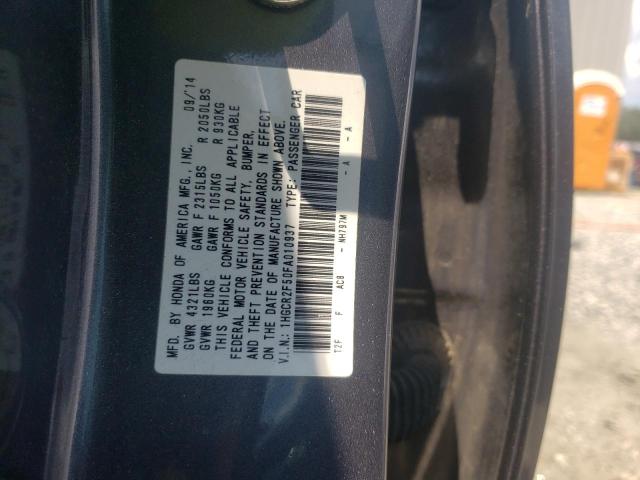 MFD. BY HONDA OF AMERICA MFG., INC. 09/'14
GVWR 4321LBS GAWR F 2315LBS R 2050LBS
GVWR 1960KG GAWR F 1050KG R 930KG
THIS VEHICLE CONFORMS TO ALL APPLICABLE
FEDERAL MOTOR VEHICLE SAFETY, BUMPER,
AND THEFT PREVENTION STANDARDS IN EFFECT
ON THE DATE OF MANUFACTURE SHOWN ABOVE.
V.I.N.: 1HGCR2F50FA010937 TYPE: PASSENGER CAR
T2F F AC8 - NH797M - A - A